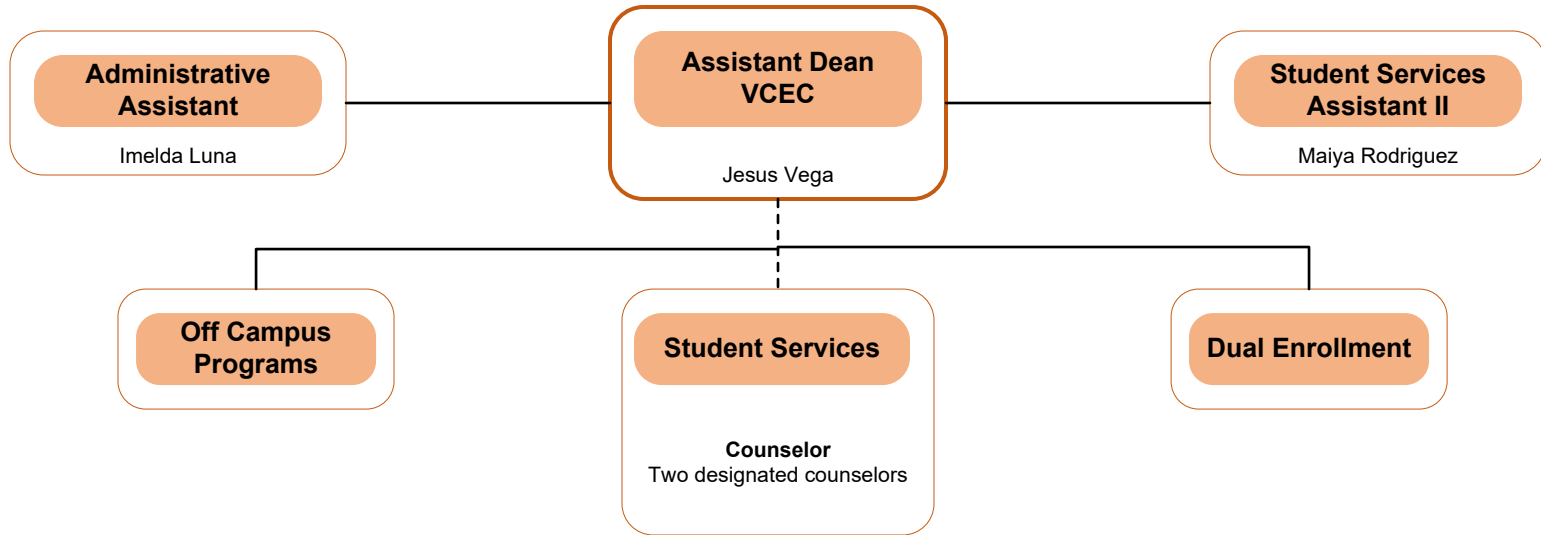 Administrative
Assistant
Imelda Luna
Assistant Dean
VCEC
Jesus Vega
Student Services
Assistant II
Maiya Rodriguez
Off Campus
Programs
Student Services
Counselor
Two designated counselors
Dual Enrollment